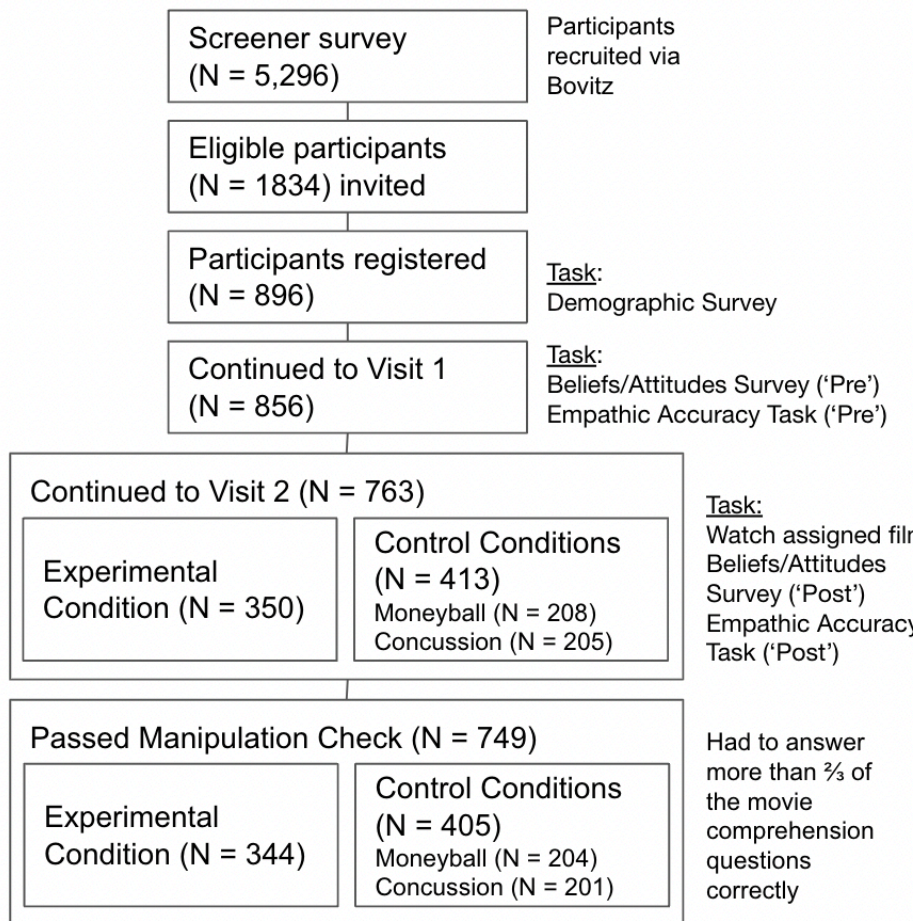 Screener survey
(N = 5,296)
Participants
recruited via
Bovitz
Eligible participants
(N = 1834) invited
Participants registered
(N = 896)
Task:
Demographic Survey
Continued to Visit 1
(N = 856)
Task:
Beliefs/Attitudes Survey (‘Pre’)
Empathic Accuracy Task (‘Pre’)
Continued to Visit 2 (N = 763)
Experimental
Condition (N = 350)
Control Conditions
(N = 413)
Moneyball (N = 208)
Concussion (N = 205)
Task:
Watch assigned
Beliefs/Attitudes
Survey (‘Post’)
Empathic Accuracy
Task (‘Post’)
Passed Manipulation Check (N = 749)
Experimental
Condition (N = 344)
Control Conditions
(N = 405)
Moneyball (N = 204)
Concussion (N = 201)
Had to answer
more than ⅔ of
the movie
comprehension
questions
correctly